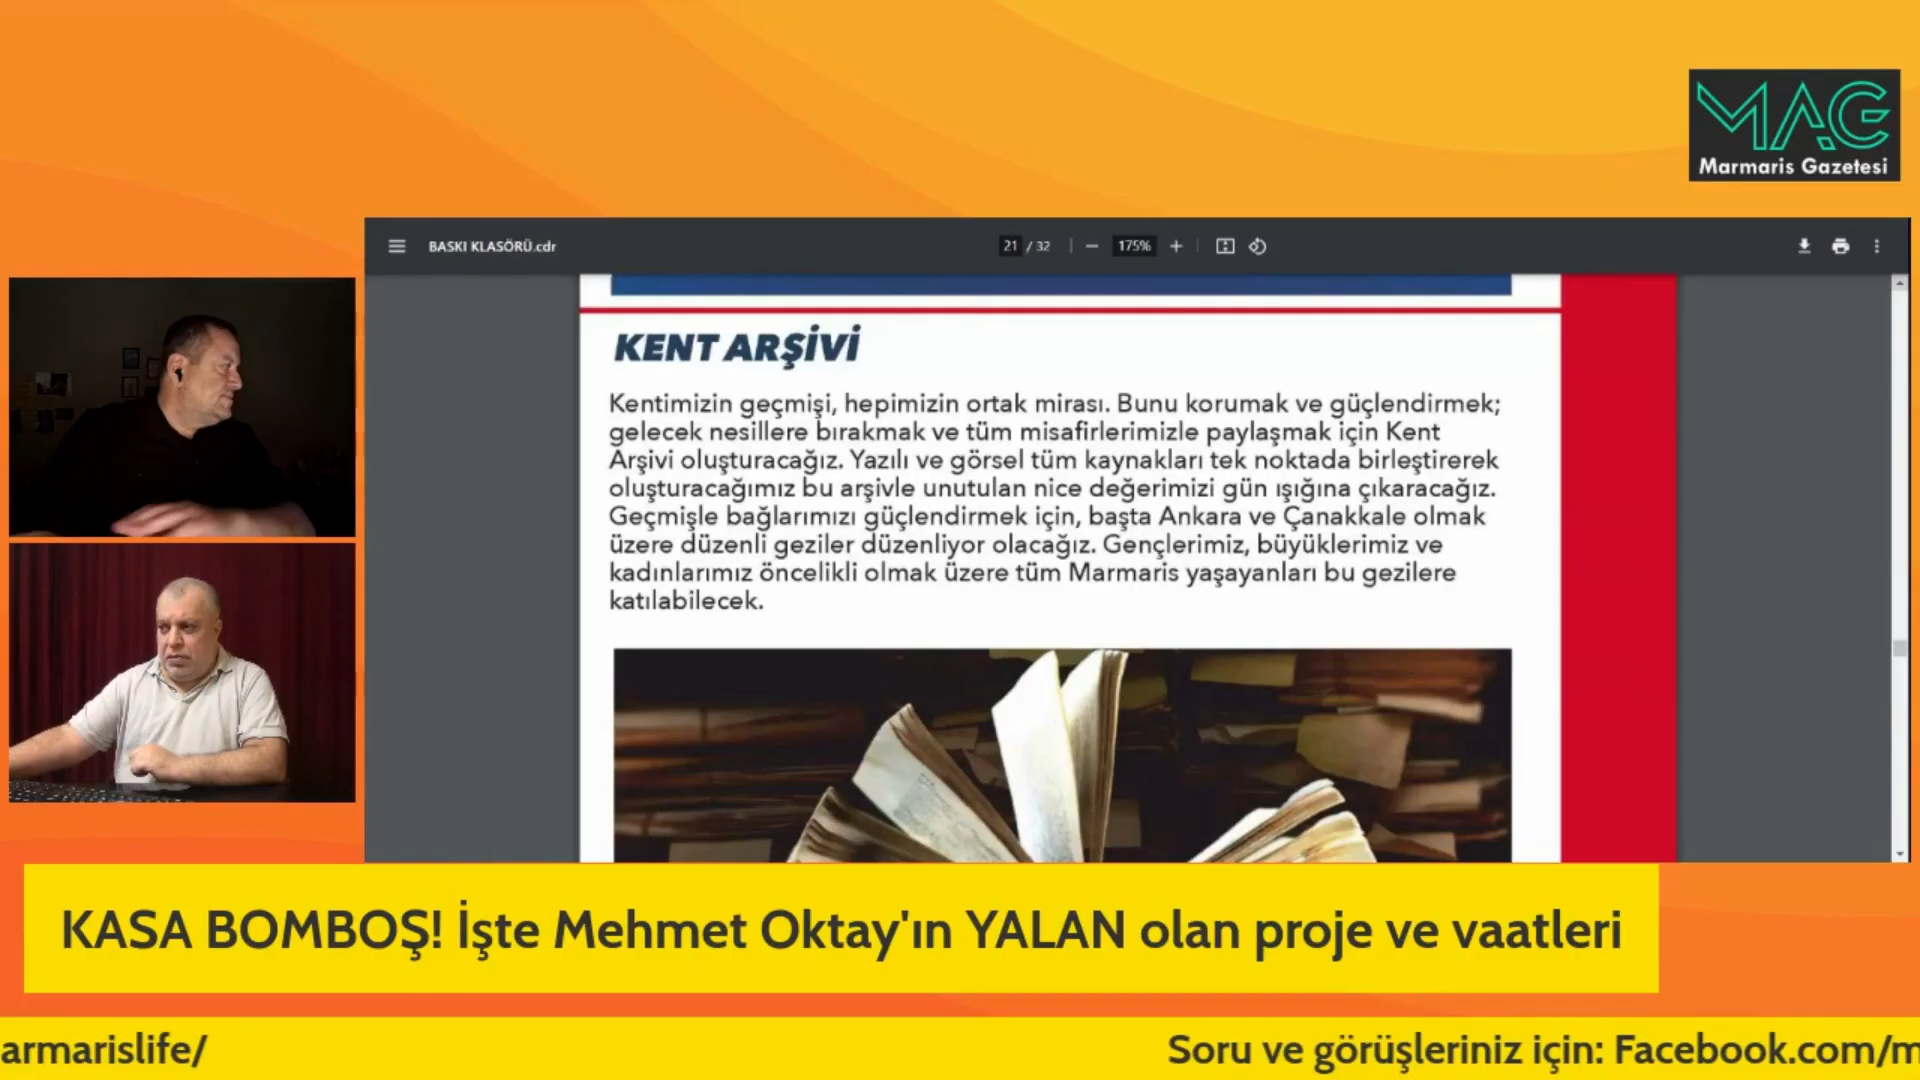 MAG
Marmaris Gazetesi
BASKI KLASÖRÜ.cdr
21 / 32
175%
KENT ARŞİVİ
Kentimizin geçmişi, hepimizin ortak mirası. Bunu korumak ve güçlendirmek;
gelecek nesillere bırakmak ve tüm misafirlerimizle paylaşmak için Kent
Arşivi oluşturacağız. Yazılı ve görsel tüm kaynakları tek noktada birleştirerek
oluşturacağımız bu arşivle unutulan nice değerimizi gün ışığına çıkaracağız.
Geçmişle bağlarımızı güçlendirmek için, başta Ankara ve Çanakkale olmak
üzere düzenli geziler düzenliyor olacağız. Gençlerimiz, büyüklerimiz ve
kadınlarımız öncelikli olmak üzere tüm Marmaris yaşayanları bu gezilere
katılabilecek.
KASA BOMBOŞ! İşte Mehmet Oktay'ın YALAN olan proje ve vaatleri
armarislife/
Soru ve görüşleriniz için: Facebook.com/m